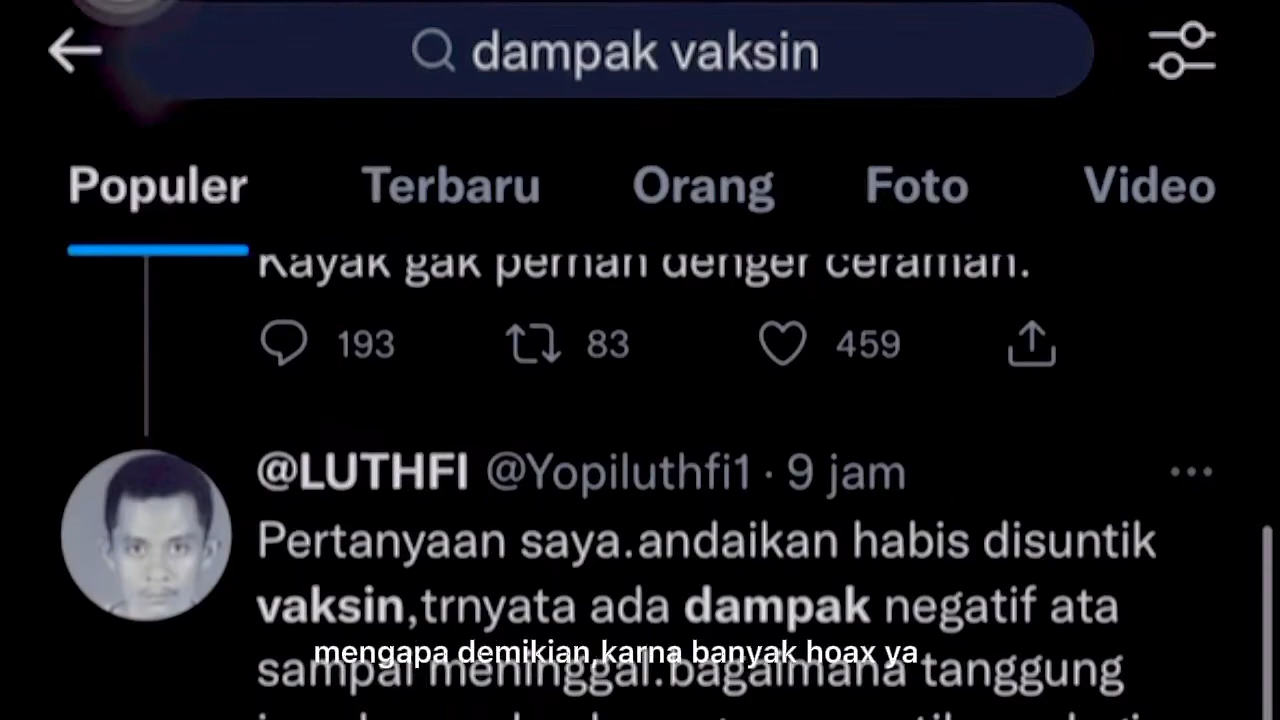 dampak vaksin
Populer Terbaru Orang Foto Video
Kayak gak pernah denger ceramah.
193 83 459
@LUTHFI @Yopiluthfi1 · 9 jam
Pertanyaan saya.andaikan habis disuntik
vaksin,trnyata ada dampak negatif ata
mengapa demikian,karna banyak hoax ya
sampai meninggal.bagaimana tanggung